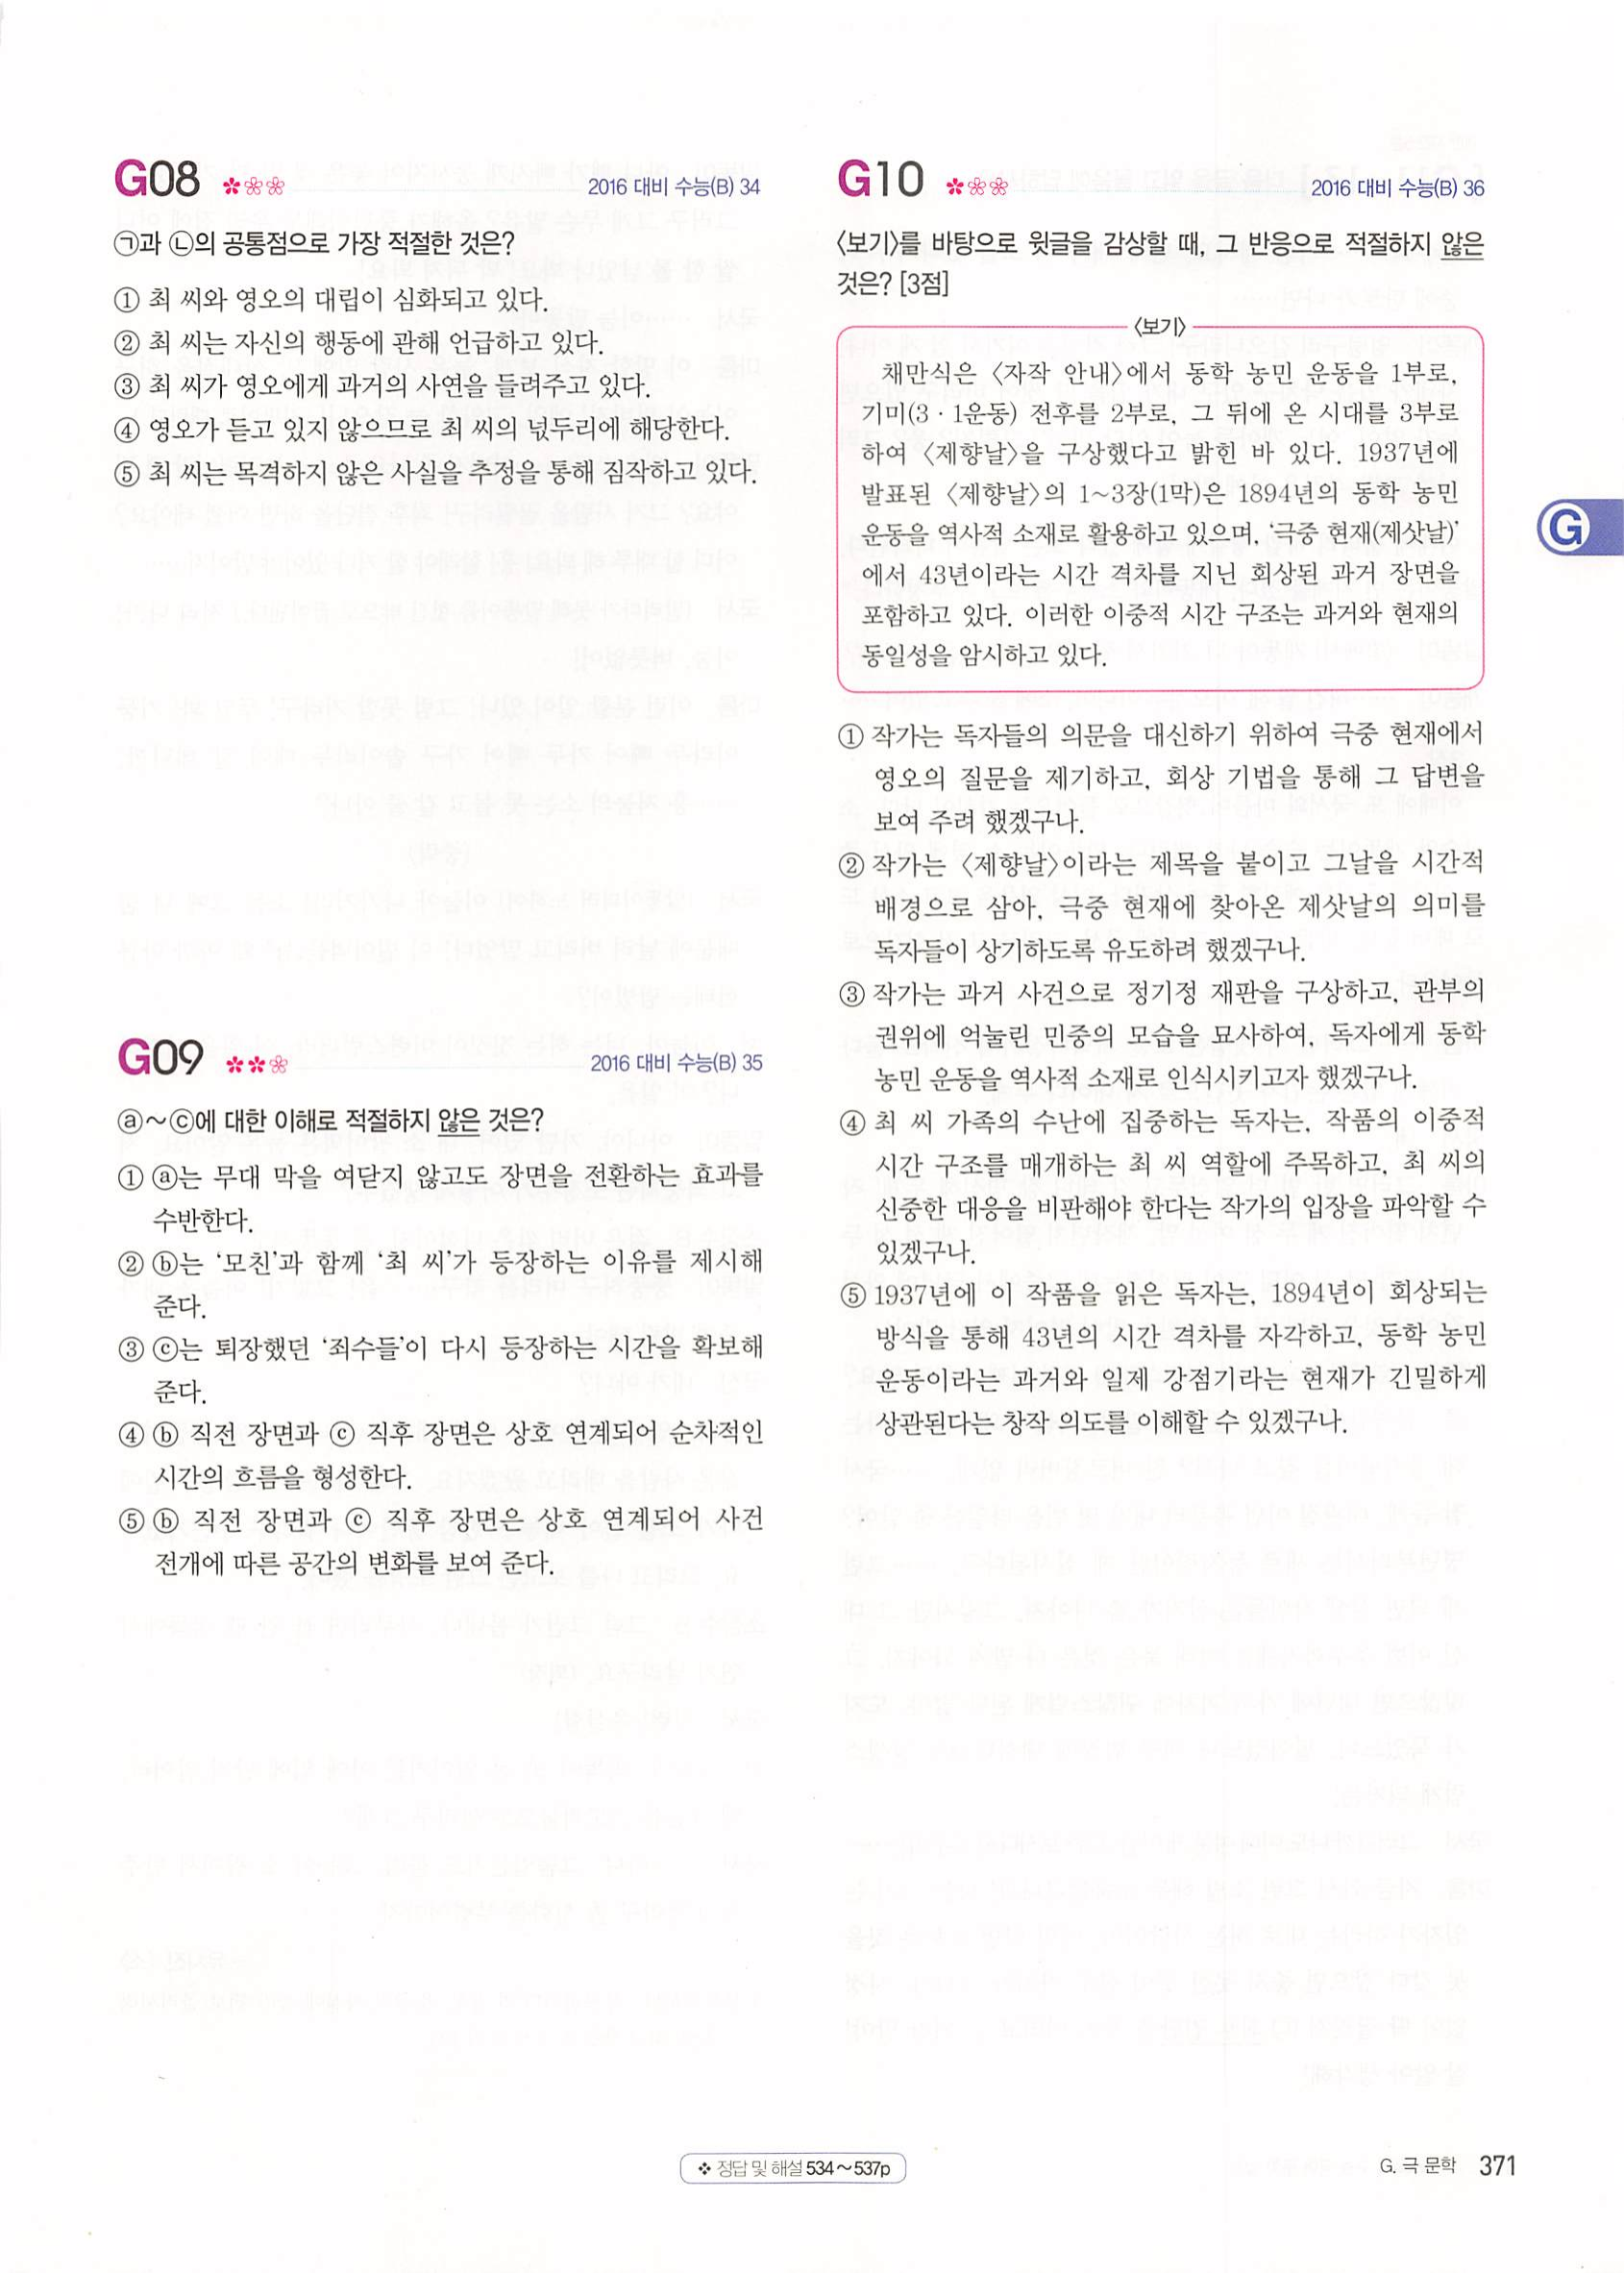 G08
2016 대비 수능(B) 34
㉠과 ㉡의 공통점으로 가장 적절한 것은?
① 최 씨와 영오의 대립이 심화되고 있다.
② 최 씨는 자신의 행동에 관해 언급하고 있다.
③ 최 씨가 영오에게 과거의 사연을 들려주고 있다.
④ 영오가 듣고 있지 않으므로 최 씨의 넋두리에 해당한다.
⑤ 최 씨는 목격하지 않은 사실을 추정을 통해 짐작하고 있다.
G09
2016 대비 수능(B) 35
ⓐ~ⓒ에 대한 이해로 적절하지 않은 것은?
① ⓐ는 무대 막을 여닫지 않고도 장면을 전환하는 효과를
수반한다.
② ⓑ는 ‘모친’과 함께 ‘최 씨’가 등장하는 이유를 제시해
준다.
③ ⓒ는 퇴장했던 ‘죄수들’이 다시 등장하는 시간을 확보해
준다.
④ ⓑ 직전 장면과 ⓒ 직후 장면은 상호 연계되어 순차적인
시간의 흐름을 형성한다.
⑤ ⓑ 직전 장면과 ⓒ 직후 장면은 상호 연계되어 사건
전개에 따른 공간의 변화를 보여 준다.
G10
2016 대비 수능(B) 36
〈보기〉를 바탕으로 윗글을 감상할 때, 그 반응으로 적절하지 않은
것은? [3점]
〈보기〉
채만식은 〈자작 안내〉에서 동학 농민 운동을 1부로,
기미(3·1운동) 전후를 2부로, 그 뒤에 온 시대를 3부로
하여 〈제향날〉을 구상했다고 밝힌 바 있다. 1937년에
발표된 〈제향날〉의 1~3장(1막)은 1894년의 동학 농민
운동을 역사적 소재로 활용하고 있으며, ‘극중 현재(제삿날)’
에서 43년이라는 시간 격차를 지닌 회상된 과거 장면을
포함하고 있다. 이러한 이중적 시간 구조는 과거와 현재의
동일성을 암시하고 있다.
① 작가는 독자들의 의문을 대신하기 위하여 극중 현재에서
영오의 질문을 제기하고, 회상 기법을 통해 그 답변을
보여 주려 했겠구나.
② 작가는 〈제향날〉이라는 제목을 붙이고 그날을 시간적
배경으로 삼아, 극중 현재에 찾아온 제삿날의 의미를
독자들이 상기하도록 유도하려 했겠구나.
③ 작가는 과거 사건으로 정기정 재판을 구상하고, 관부의
권위에 억눌린 민중의 모습을 묘사하여, 독자에게 동학
농민 운동을 역사적 소재로 인식시키고자 했겠구나.
④ 최 씨 가족의 수난에 집중하는 독자는, 작품의 이중적
시간 구조를 매개하는 최 씨 역할에 주목하고, 최 씨의
신중한 대응을 비판해야 한다는 작가의 입장을 파악할 수
있겠구나.
⑤ 1937년에 이 작품을 읽은 독자는, 1894년이 회상되는
방식을 통해 43년의 시간 격차를 자각하고, 동학 농민
운동이라는 과거와 일제 강점기라는 현재가 긴밀하게
상관된다는 창작 의도를 이해할 수 있겠구나.
G
❖ 정답 및 해설 534~537p
G. 극 문학 371